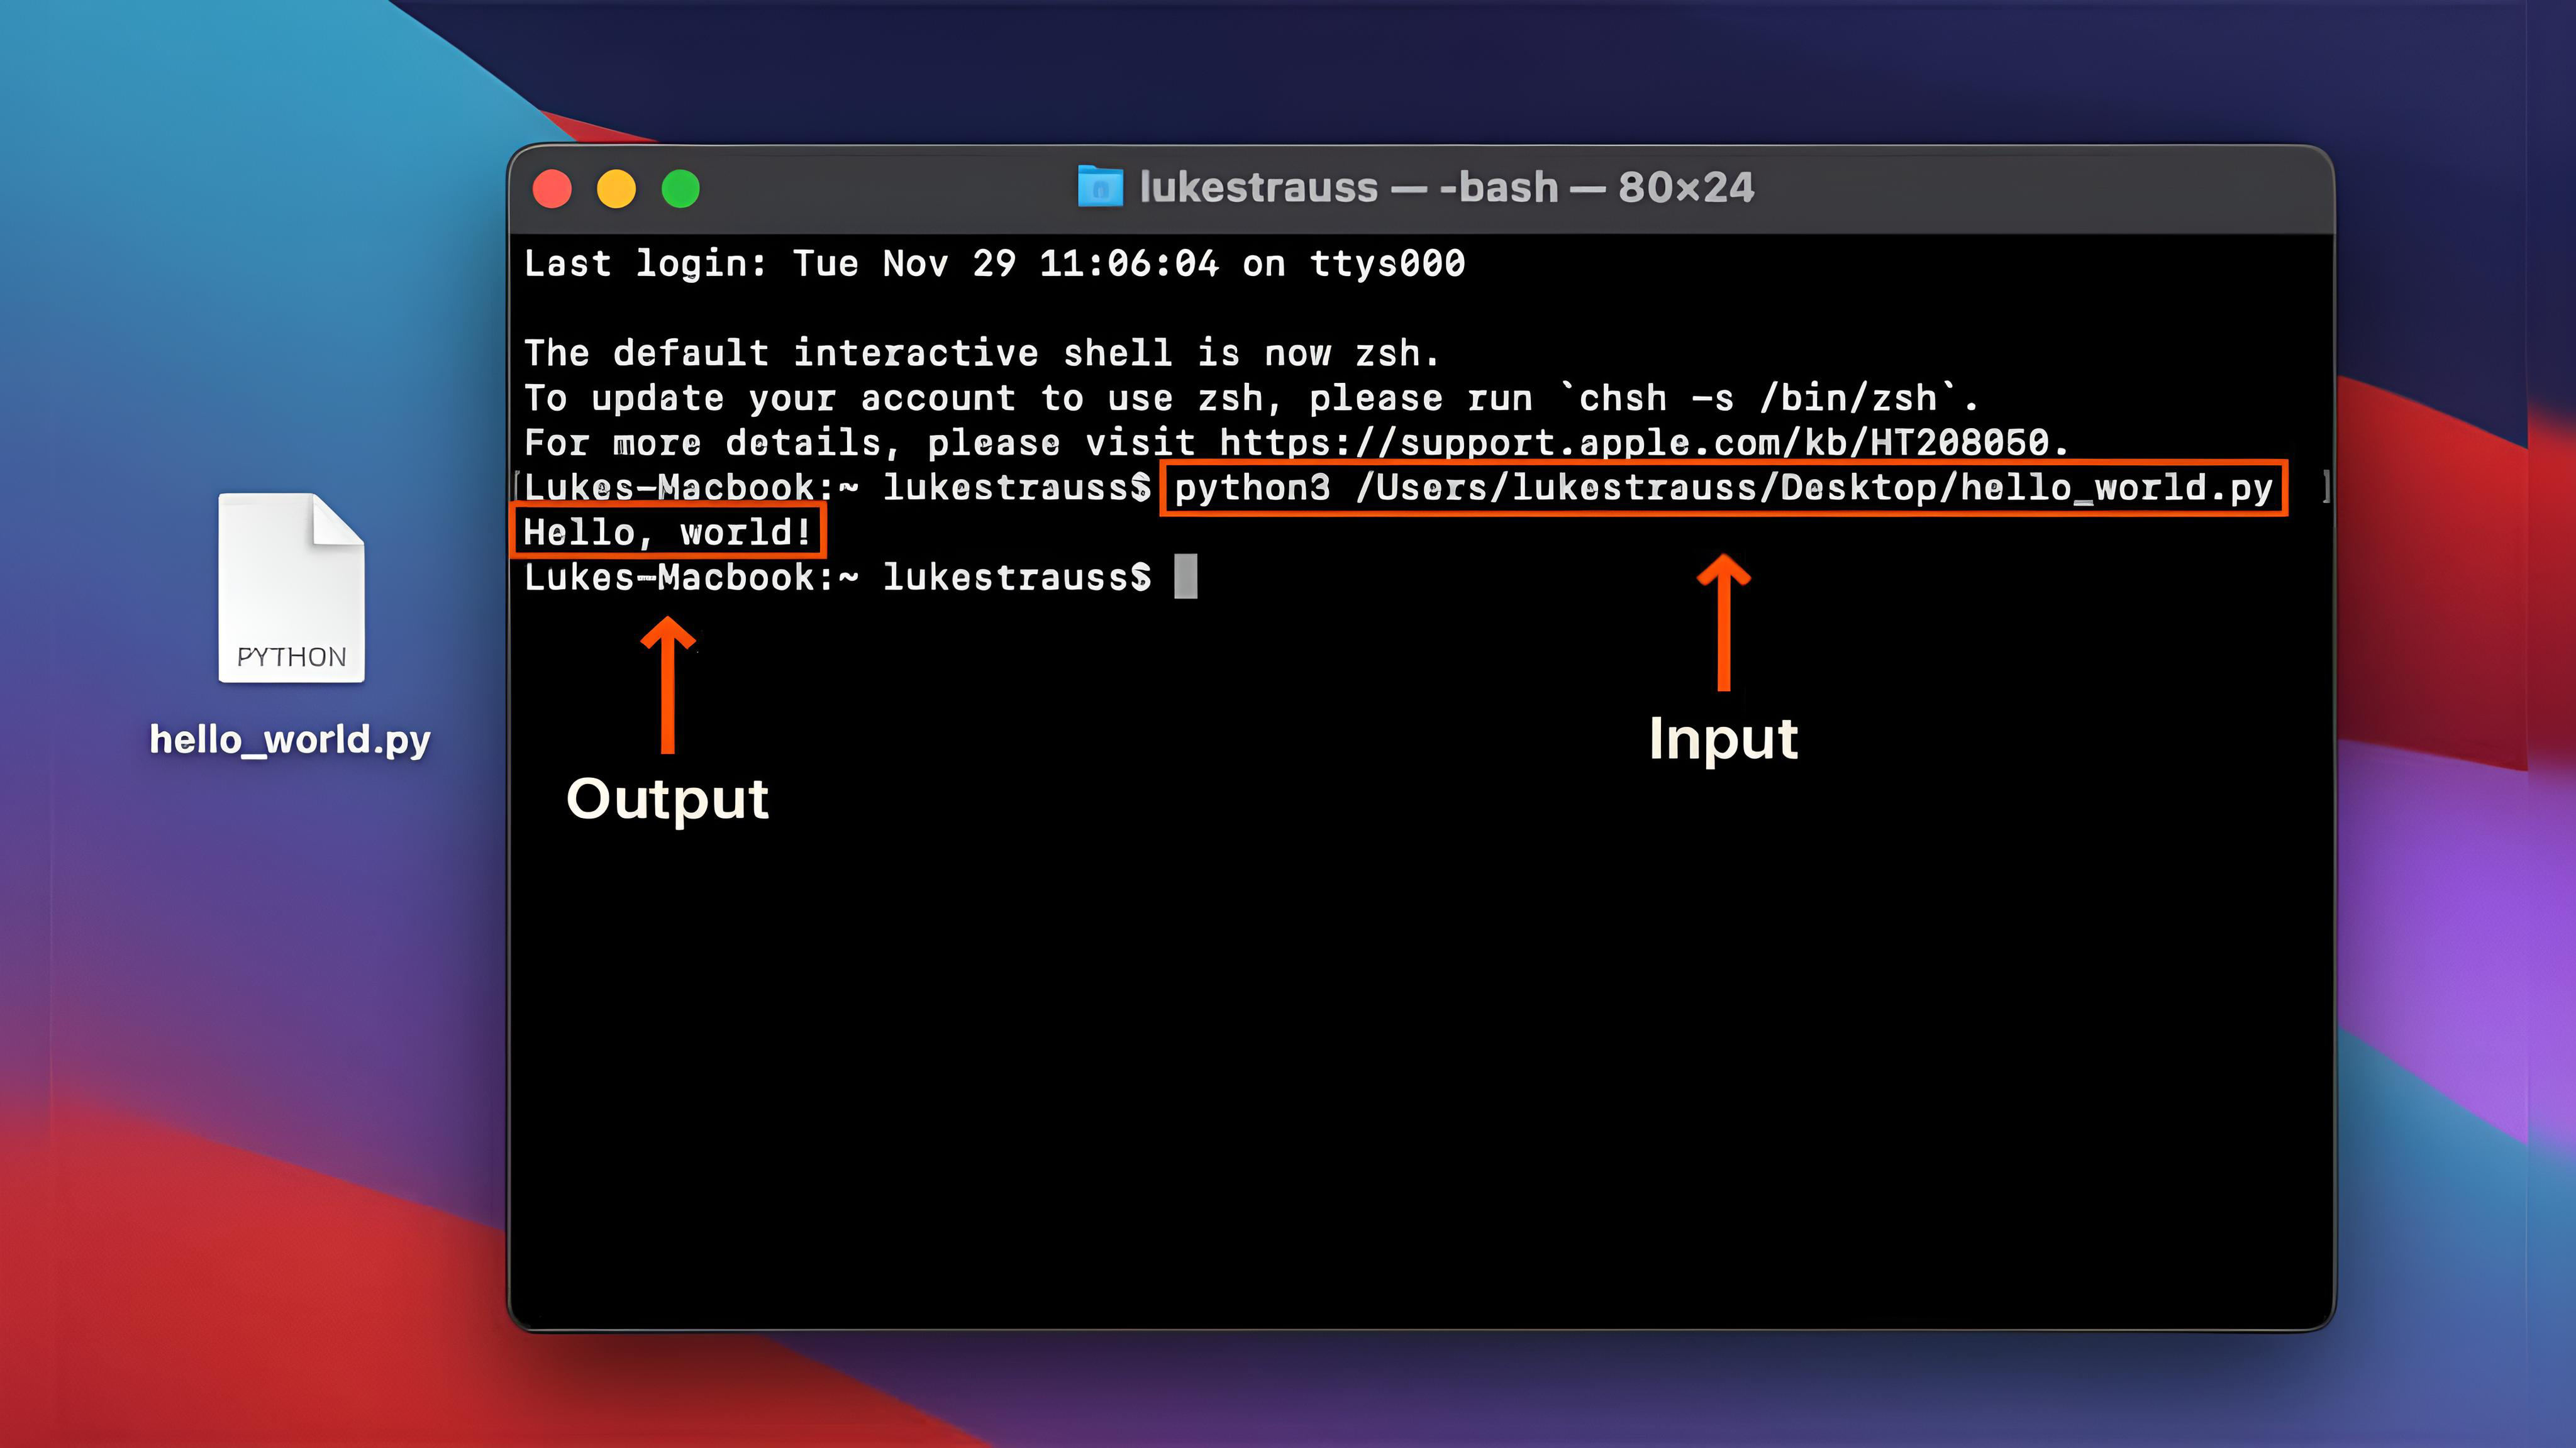 lukestrauss — -bash — 80×24
Last login: Tue Nov 29 11:06:04 on ttys000
The default interactive shell is now zsh.
To update your account to use zsh, please run `chsh -s /bin/zsh`.
For more details, please visit https://support.apple.com/kb/HT208050.
[Lukes-Macbook:~ lukestrauss$ python3 /Users/lukestrauss/Desktop/hello_world.py ]
Hello, world!
Lukes-Macbook:~ lukestrauss$
PYTHON
hello_world.py
Output
Input